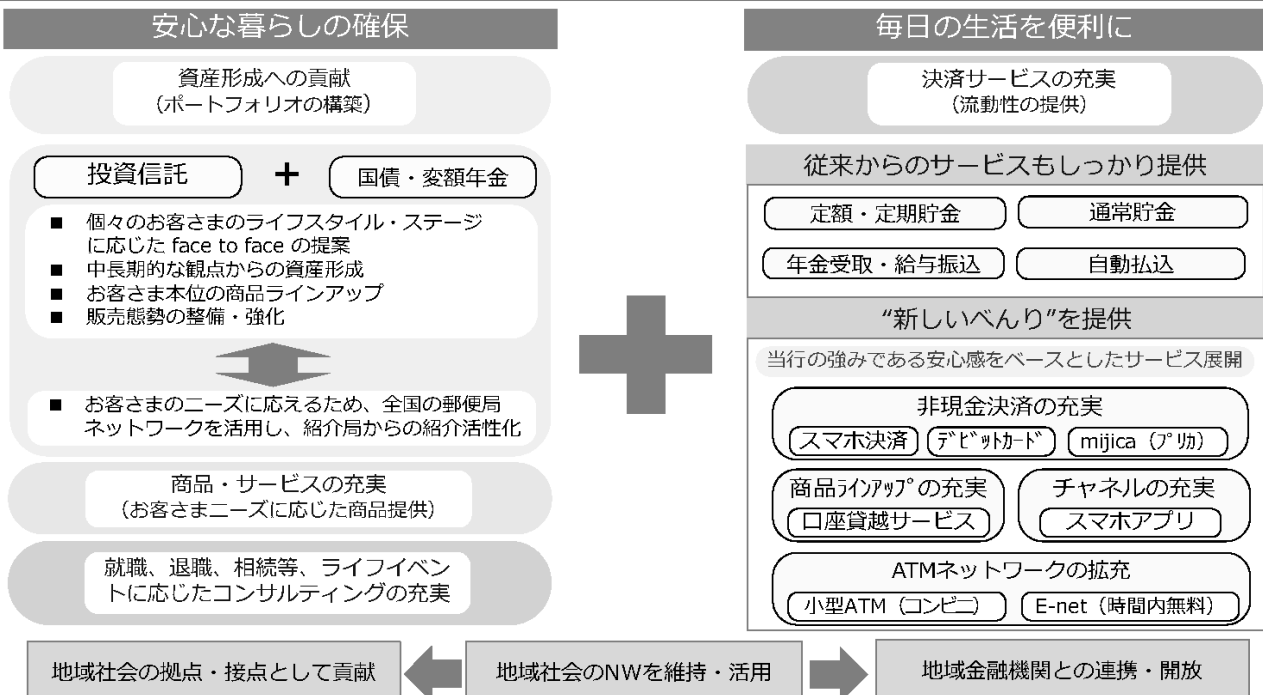 安心な暮らしの確保
資産形成への貢献
（ポートフォリオの構築）
投資信託
+
国債・変額年金
■ 個々のお客さまのライフスタイル・ステージ
に応じた face to face の提案
■ 中長期的な観点からの資産形成
■ お客さま本位の商品ラインアップ
■ 販売態勢の整備・強化
■ お客さまのニーズに応えるため、全国の郵便局
ネットワークを活用し、紹介局からの紹介活性化
商品・サービスの充実
（お客さまニーズに応じた商品提供）
就職、退職、相続等、ライフイベン
トに応じたコンサルティングの充実
毎日の生活を便利に
決済サービスの充実
（流動性の提供）
従来からのサービスもしっかり提供
定額・定期貯金
通常貯金
年金受取・給与振込
自動払込
“新しいべんり”を提供
当行の強みである安心感をベースとしたサービス展開
非現金決済の充実
スマホ決済
ﾃﾞﾋﾞｯﾄｶｰﾄﾞ
mijica（ﾌﾟﾘｶ）
商品ﾗｲﾝｱｯﾌﾟの充実
口座貸越サービス
チャネルの充実
スマホアプリ
ATMネットワークの拡充
小型ATM（コンビニ）
E-net（時間内無料）
地域社会の拠点・接点として貢献
地域社会のNWを維持・活用
地域金融機関との連携・開放